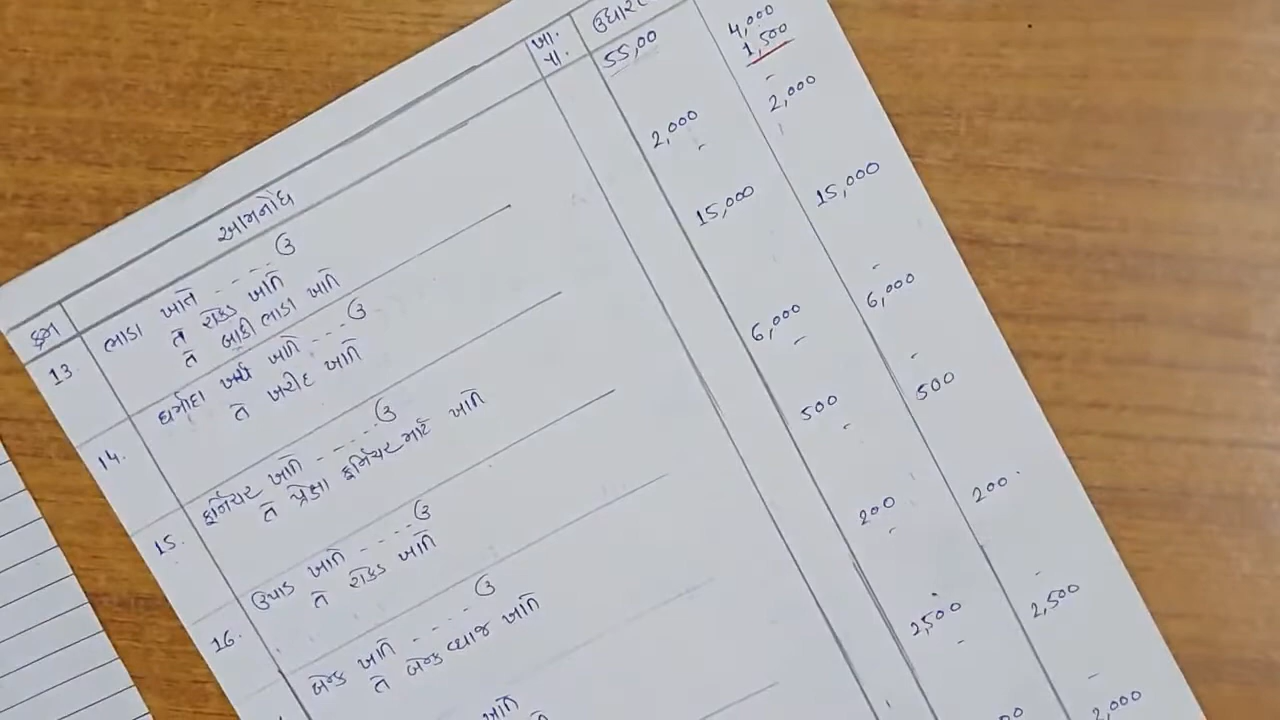 ક્રમ આમનોંધ ખા. પા. ઉધાર
13. ભાડા ખાતે ----ઉ 55,00
તે રોકડ ખાતે 4,000
તે બાકી ભાડા ખાતે 1,500
14. ધર્માદા ખર્ચ ખાતે ----ઉ 2,000
તે ખરીદ ખાતે 2,000
15. ફર્નિચર ખાતે -----ઉ 15,000
તે પ્રેક્ષા ફર્નિચર માર્ટ ખાતે 15,000
16. ઉપાડ ખાતે ----ઉ 6,000
તે રોકડ ખાતે 6,000
બેન્ક ખાતે -----ઉ 500
તે બેન્ક વ્યાજ ખાતે 500
ખાતે 200 200.
2,500 2,500
2,000